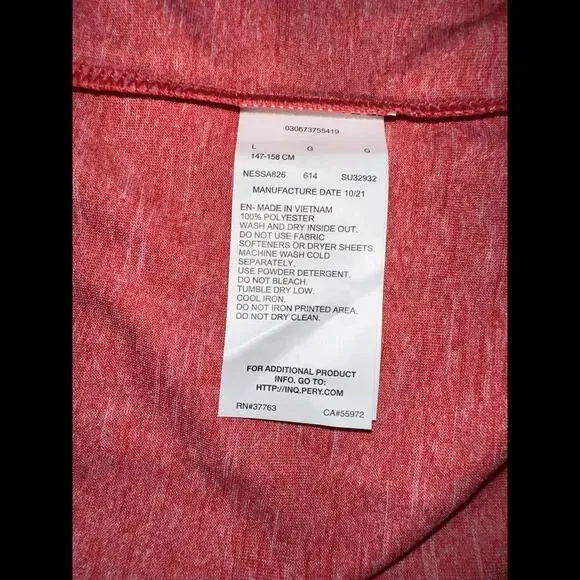 030673755419
L G G
147-158 CM
NESSA826 614 SU32932
MANUFACTURE DATE 10/21
EN- MADE IN VIETNAM
100% POLYESTER
WASH AND DRY INSIDE OUT.
DO NOT USE FABRIC
SOFTENERS OR DRYER SHEETS.
MACHINE WASH COLD
SEPARATELY.
USE POWDER DETERGENT.
DO NOT BLEACH.
TUMBLE DRY LOW.
COOL IRON.
DO NOT IRON PRINTED AREA.
DO NOT DRY CLEAN.
FOR ADDITIONAL PRODUCT
INFO. GO TO:
HTTP://INQ.PERY.COM
RN#37763 CA#55972